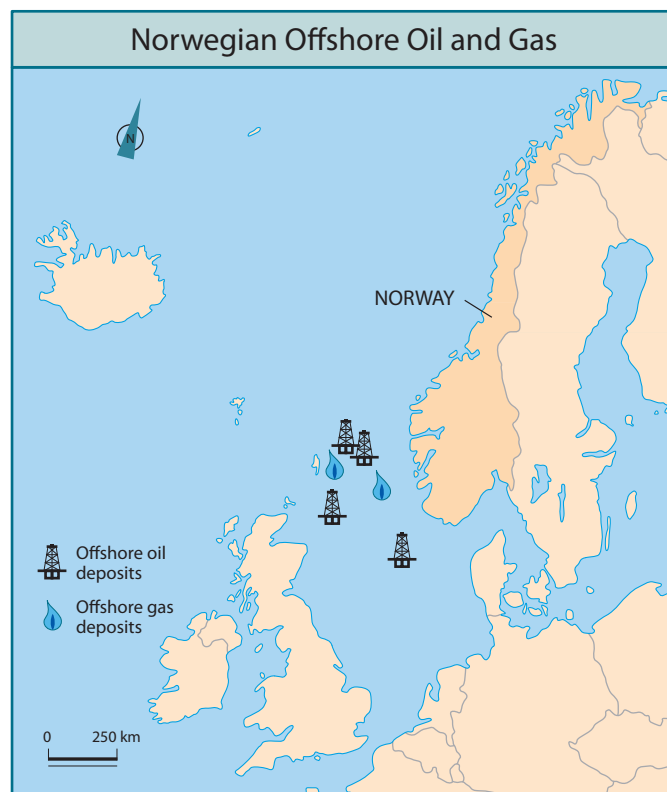 Norwegian Offshore Oil and Gas
N
NORWAY
Offshore oil
deposits
Offshore gas
deposits
0 250 km